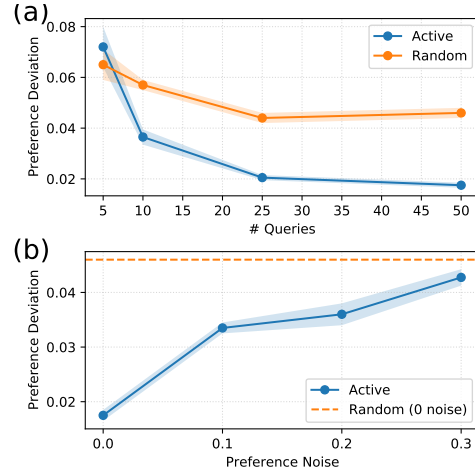 (a)
0.08
0.06
0.04
0.02
Preference Deviation
Active
Random
5 10 15 20 25 30 35 40 45 50
# Queries
(b)
0.04
0.03
0.02
Preference Deviation
Active
Random (0 noise)
0.0 0.1 0.2 0.3
Preference Noise